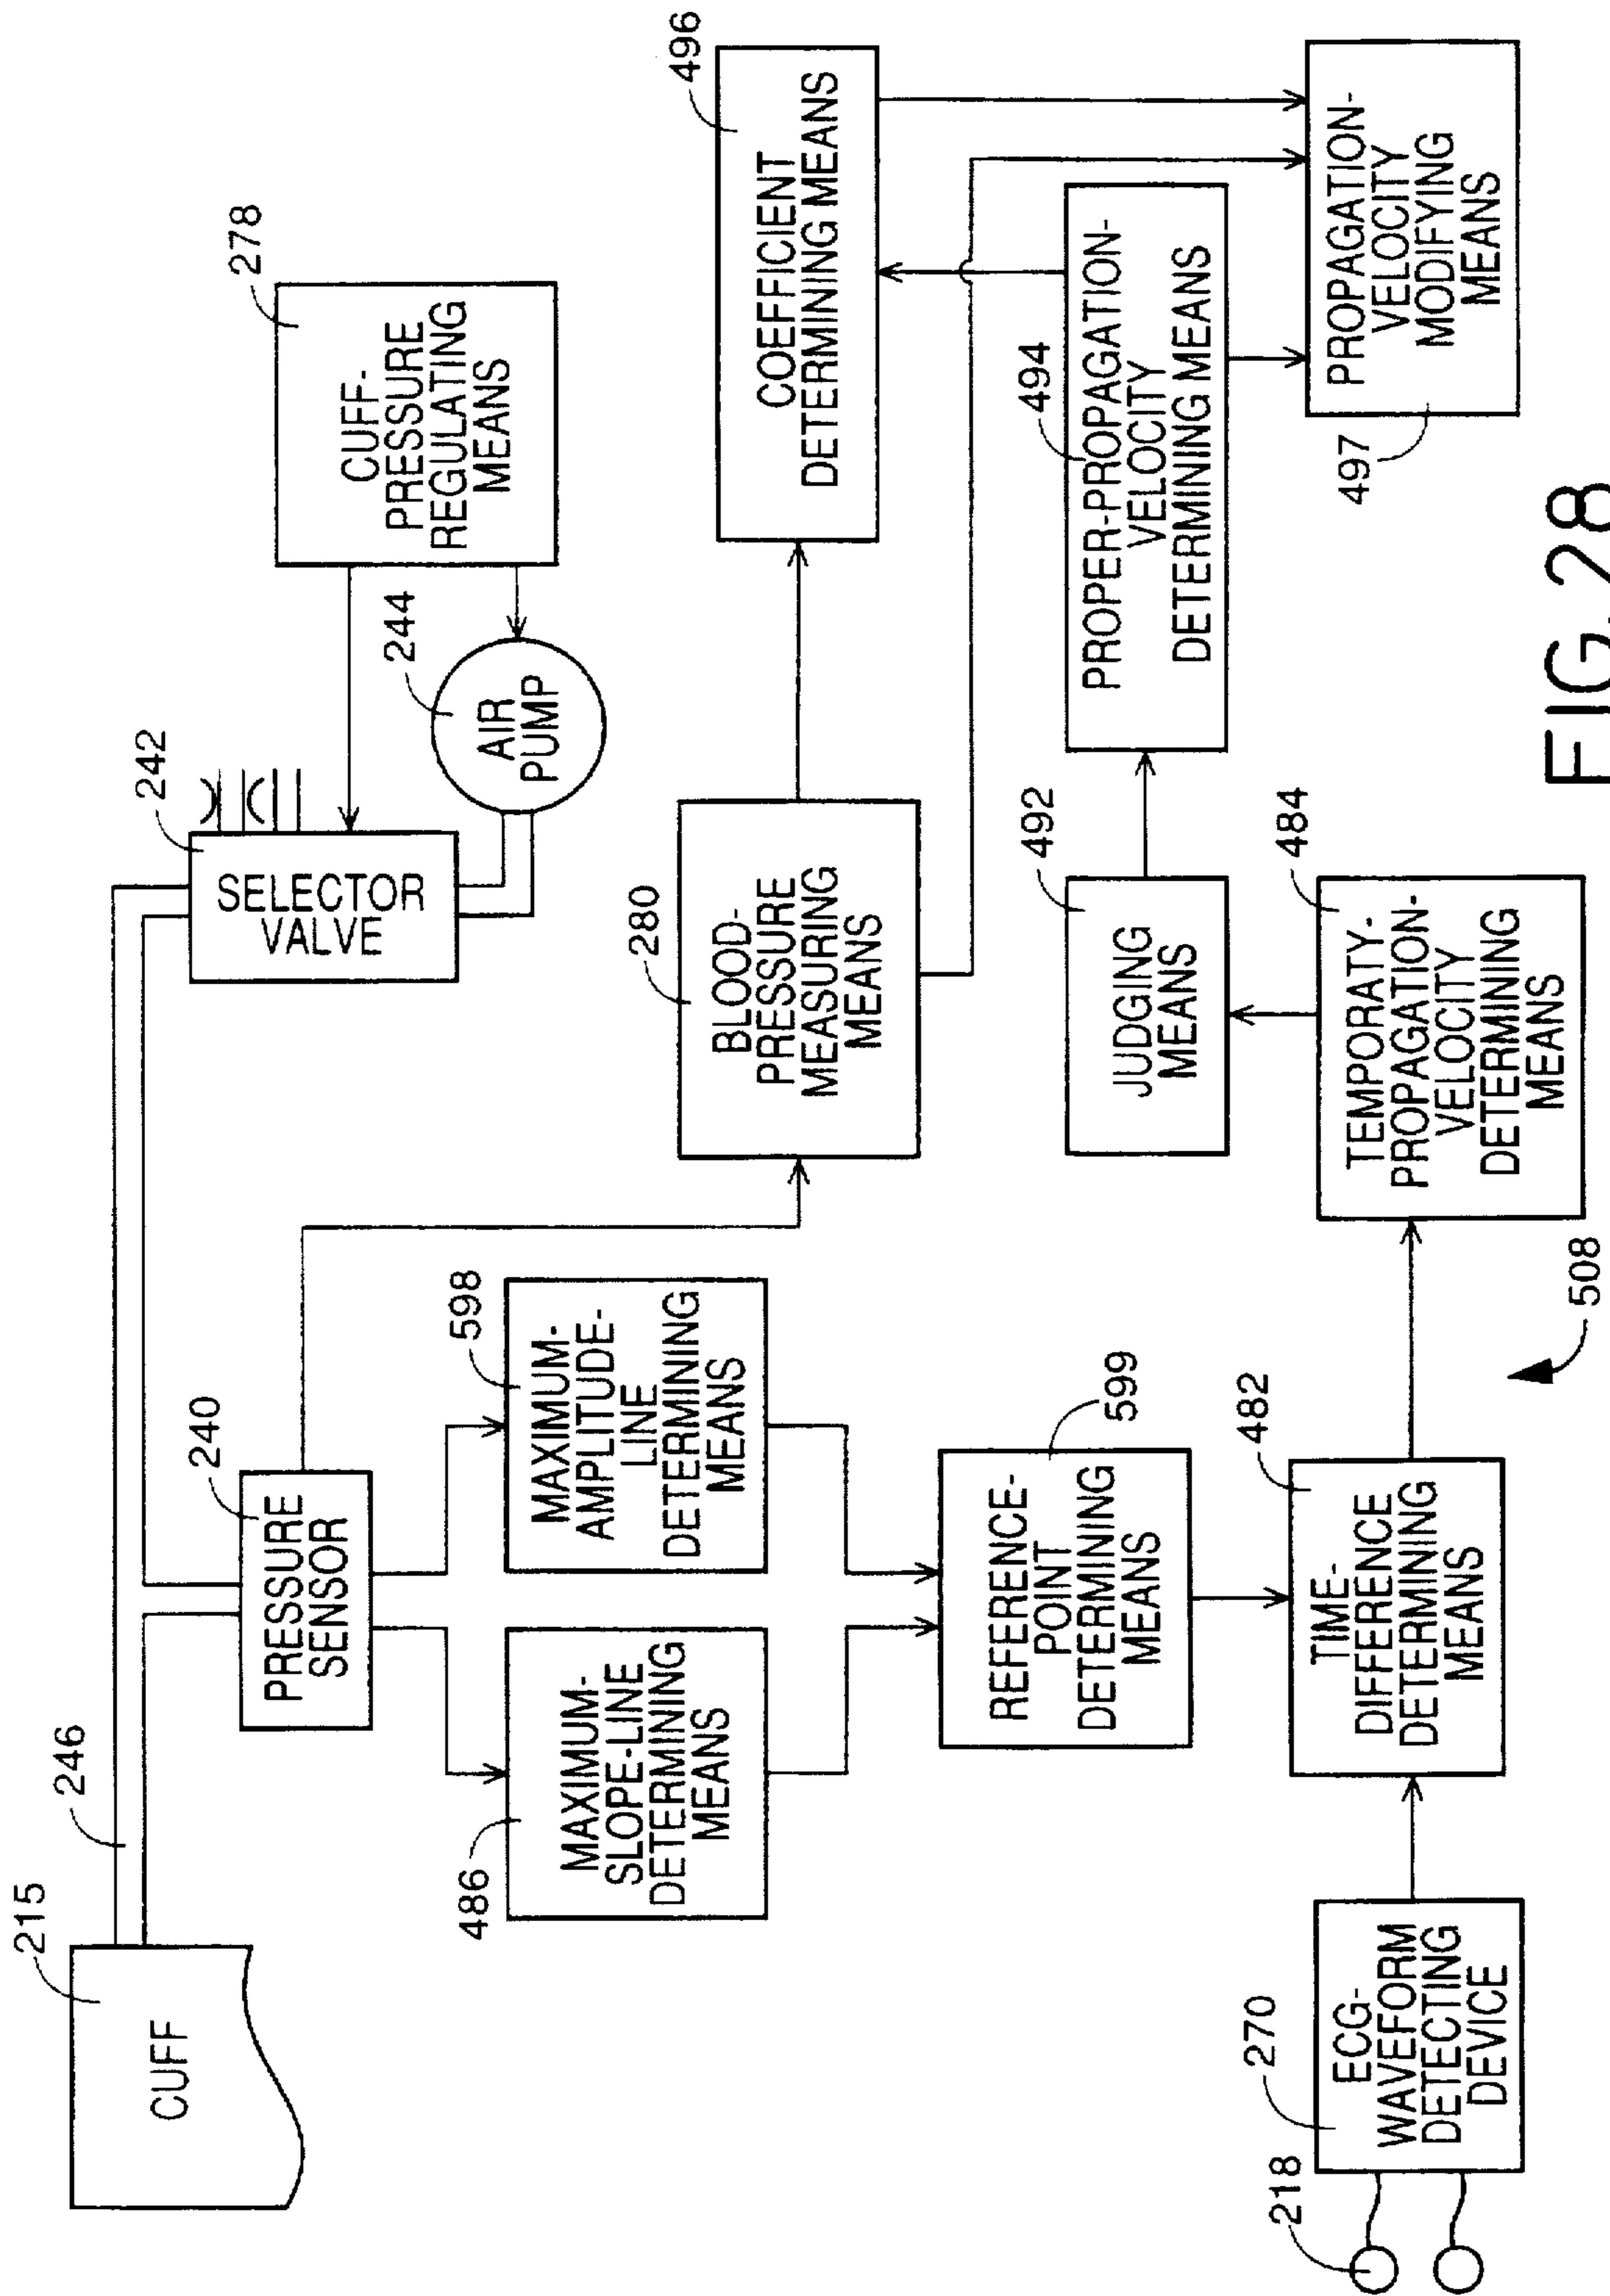 215
CUFF
246
240
PRESSURE
SENSOR
242
SELECTOR
VALVE
244
AIR
PUMP
278
CUFF-
PRESSURE
REGULATING
MEANS
486
MAXIMUM-
SLOPE-LINE
DETERMINING
MEANS
598
MAXIMUM-
AMPLITUDE-
LINE
DETERMINING
MEANS
280
BLOOD-
PRESSURE
MEASURING
MEANS
496
COEFFICIENT
DETERMINING MEANS
599
REFERENCE-
POINT
DETERMINING
MEANS
492
JUDGING
MEANS
494
PROPER-PROPAGATION-
VELOCITY
DETERMINING MEANS
218
270
ECG-
WAVEFORM
DETECTING
DEVICE
482
TIME-
DIFFERENCE
DETERMINING
MEANS
484
TEMPORATY-
PROPAGATION-
VELOCITY
DETERMINING
MEANS
497
PROPAGATION-
VELOCITY
MODIFYING
MEANS
508
FIG. 28